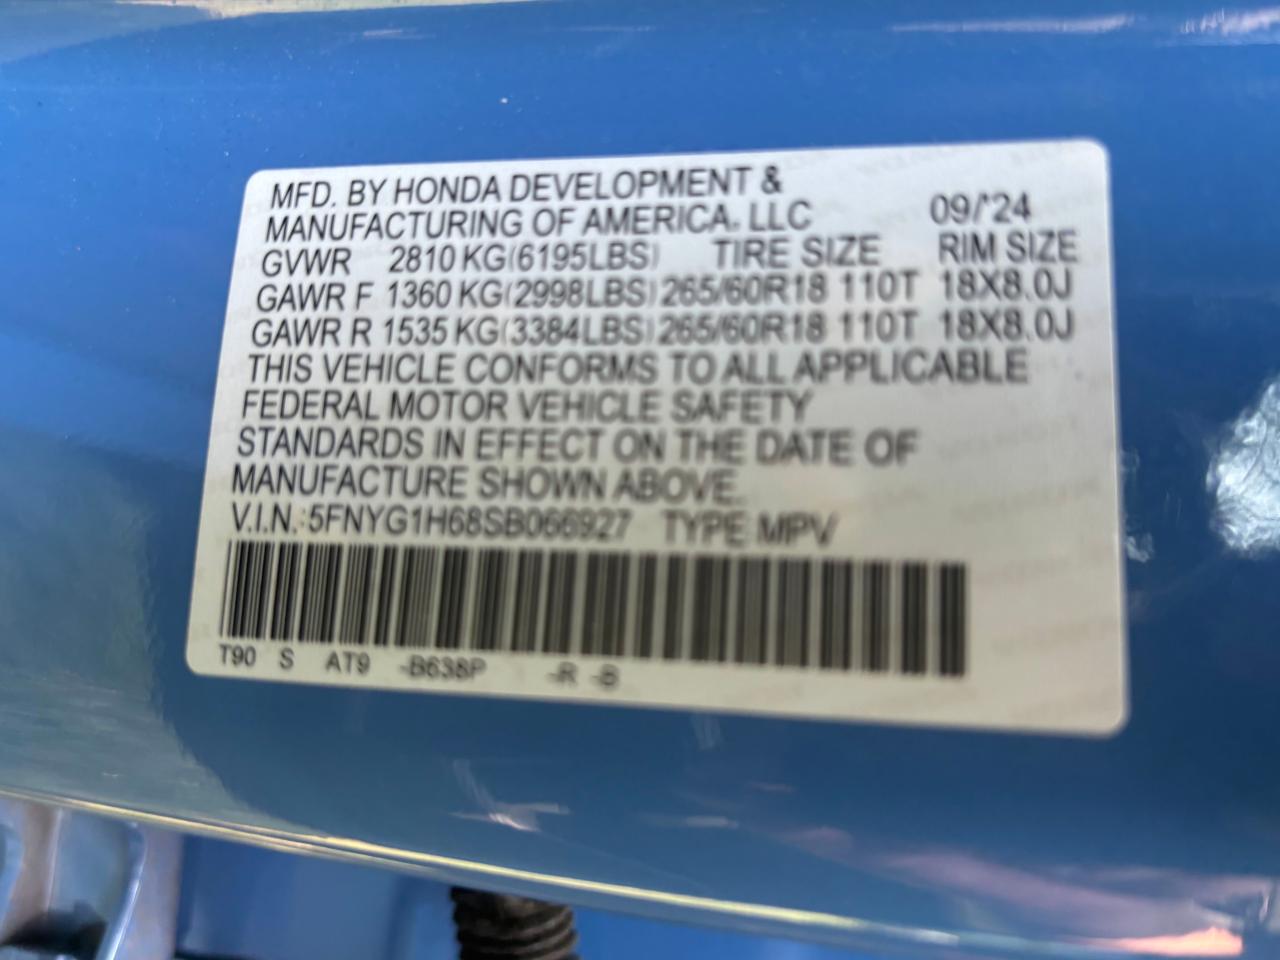 MFD. BY HONDA DEVELOPMENT &
MANUFACTURING OF AMERICA, LLC 09/'24
GVWR 2810 KG(6195LBS) TIRE SIZE RIM SIZE
GAWR F 1360 KG(2998LBS) 265/60R18 110T 18X8.0J
GAWR R 1535 KG(3384LBS) 265/60R18 110T 18X8.0J
THIS VEHICLE CONFORMS TO ALL APPLICABLE
FEDERAL MOTOR VEHICLE SAFETY
STANDARDS IN EFFECT ON THE DATE OF
MANUFACTURE SHOWN ABOVE.
V.I.N.: 5FNYG1H68SB066927 TYPE: MPV
T90 S AT9 -B638P -R -B